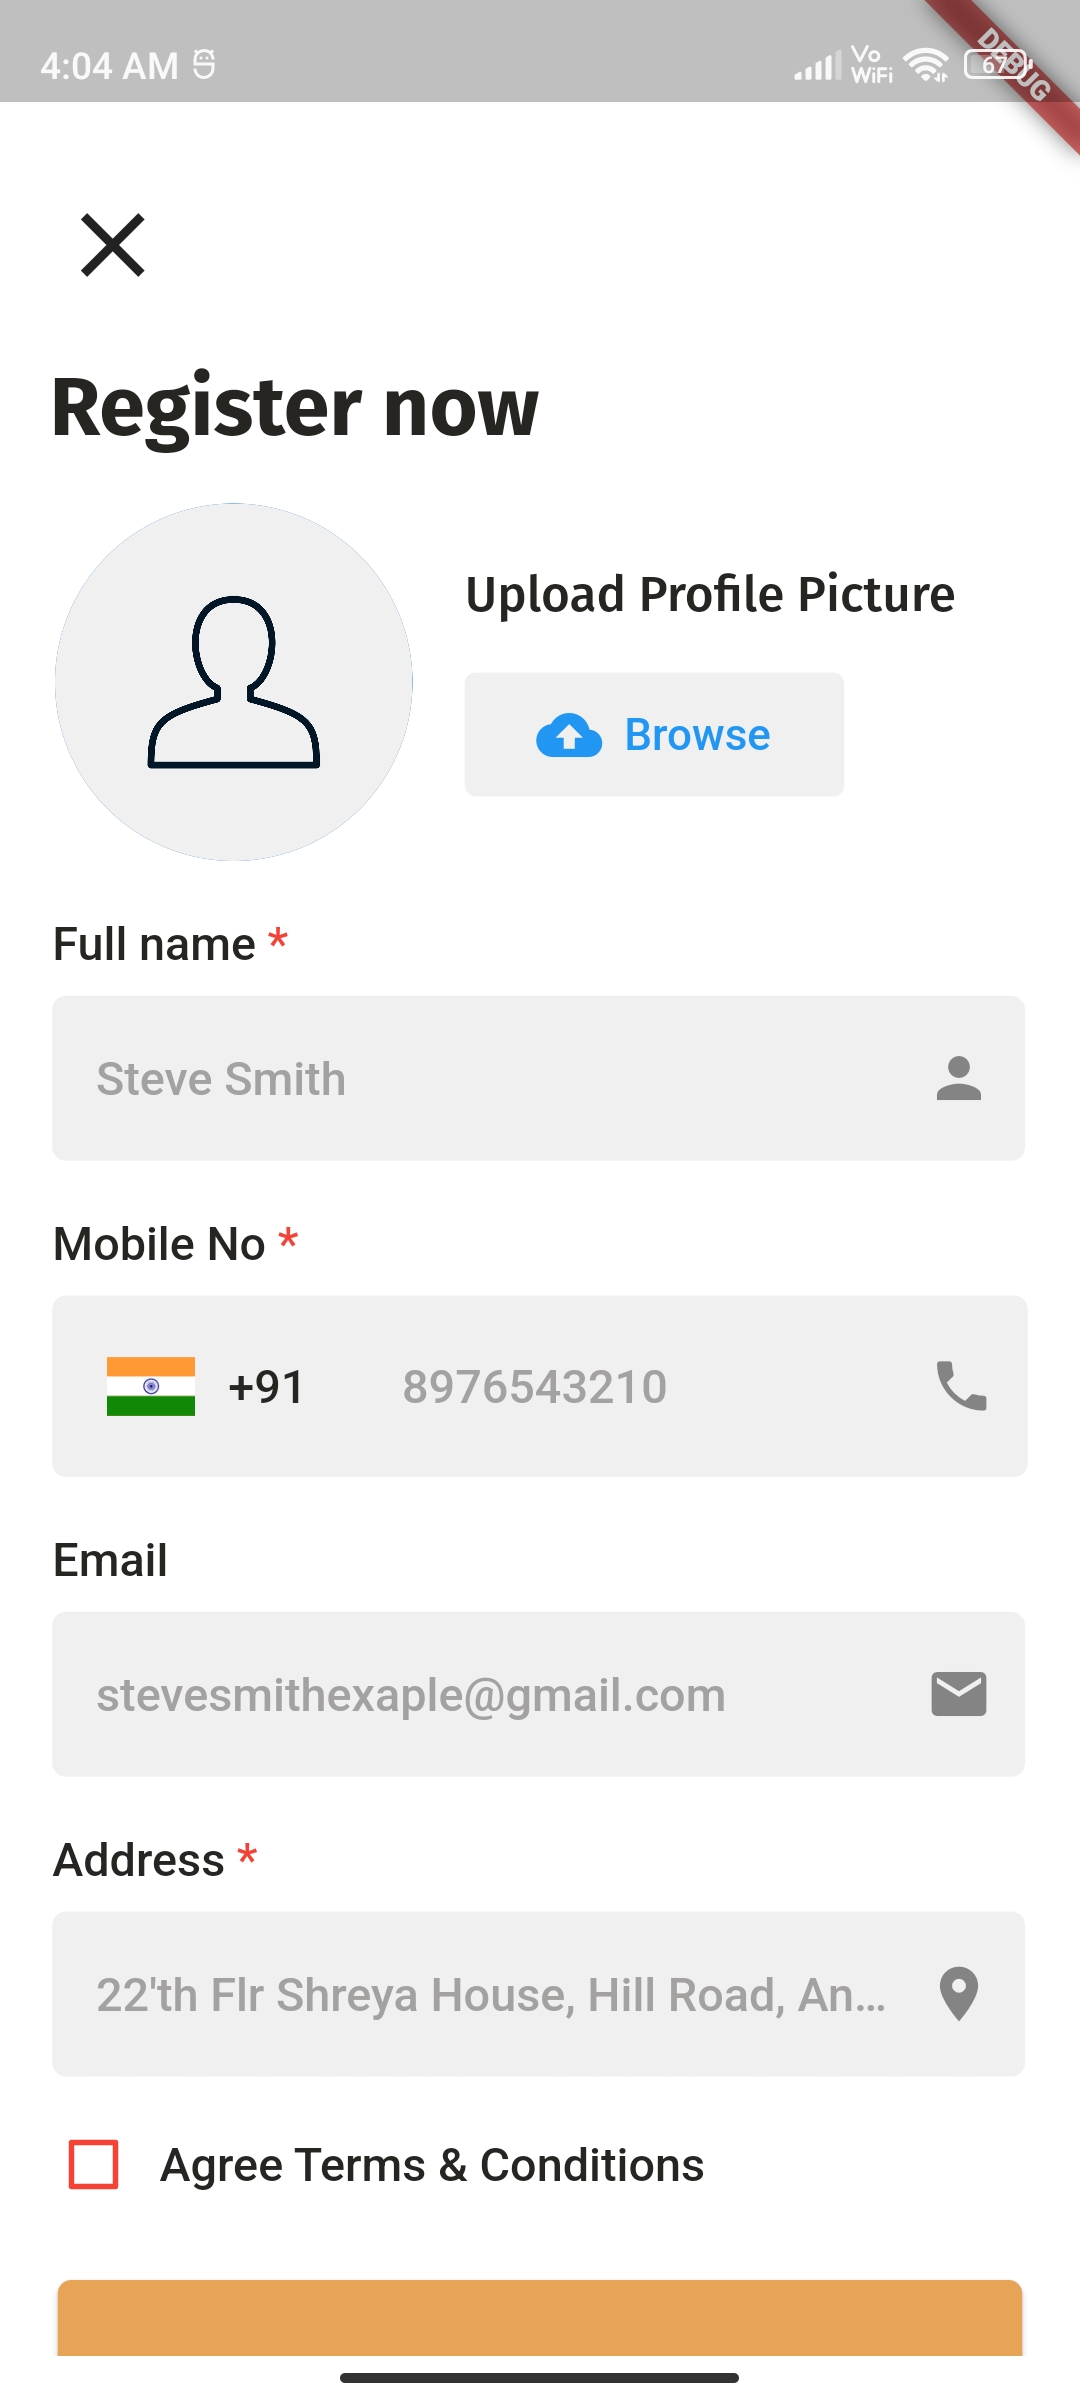 4:04 AM
Vo
WiFi
67
DEBUG
Register now
Upload Profile Picture
Browse
Full name *
Steve Smith
Mobile No *
+91 8976543210
Email
stevesmithexaple@gmail.com
Address *
22'th Flr Shreya House, Hill Road, An...
Agree Terms & Conditions